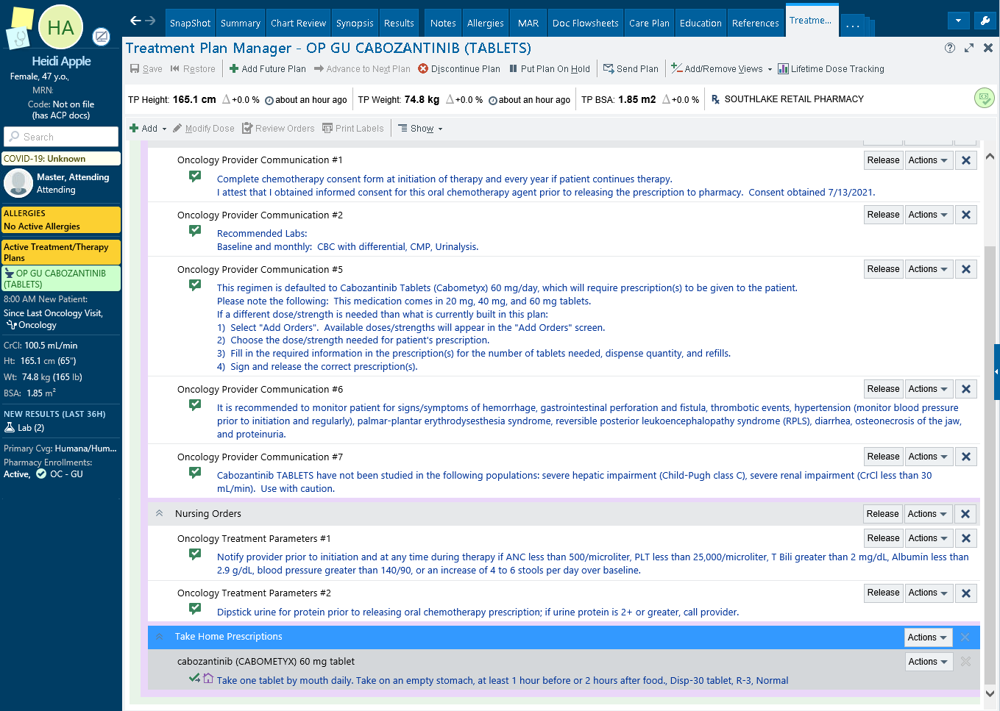 HA
Heidi Apple
Female, 47 y.o.,
MRN:
Code: Not on file
(has ACP docs)
Search
COVID-19: Unknown
Master, Attending
Attending
ALLERGIES
No Active Allergies
Active Treatment/Therapy
Plans
OP GU CABOZANTINIB
(TABLETS)
8:00 AM New Patient:
Since Last Oncology Visit,
Oncology
CrCl: 100.5 mL/min
Ht: 165.1 cm (65")
Wt: 74.8 kg (165 lb)
BSA: 1.85 m²
NEW RESULTS (LAST 36H)
Lab (2)
Primary Cvg: Humana/Hum...
Pharmacy Enrollments:
Active, OC - GU
SnapShot Summary Chart Review Synopsis Results Notes Allergies MAR Doc Flowsheets Care Plan Education References Treatme... ...
Treatment Plan Manager - OP GU CABOZANTINIB (TABLETS)
Save Restore Add Future Plan Advance to Next Plan Discontinue Plan Put Plan On Hold Send Plan Add/Remove Views Lifetime Dose Tracking
TP Height: 165.1 cm △+0.0 % about an hour ago TP Weight: 74.8 kg △+0.0 % about an hour ago TP BSA: 1.85 m2 △+0.0 % SOUTHLAKE RETAIL PHARMACY
Add Modify Dose Review Orders Print Labels Show
Oncology Provider Communication #1 Release Actions
Complete chemotherapy consent form at initiation of therapy and every year if patient continues therapy.
I attest that I obtained informed consent for this oral chemotherapy agent prior to releasing the prescription to pharmacy. Consent obtained 7/13/2021.
Oncology Provider Communication #2 Release Actions
Recommended Labs:
Baseline and monthly: CBC with differential, CMP, Urinalysis.
Oncology Provider Communication #5 Release Actions
This regimen is defaulted to Cabozantinib Tablets (Cabometyx) 60 mg/day, which will require prescription(s) to be given to the patient.
Please note the following: This medication comes in 20 mg, 40 mg, and 60 mg tablets.
If a different dose/strength is needed than what is currently built in this plan:
1) Select "Add Orders". Available doses/strengths will appear in the "Add Orders" screen.
2) Choose the dose/strength needed for patient's prescription.
3) Fill in the required information in the prescription(s) for the number of tablets needed, dispense quantity, and refills.
4) Sign and release the correct prescription(s).
Oncology Provider Communication #6 Release Actions
It is recommended to monitor patient for signs/symptoms of hemorrhage, gastrointestinal perforation and fistula, thrombotic events, hypertension (monitor blood pressure
prior to initiation and regularly), palmar-plantar erythrodysesthesia syndrome, reversible posterior leukoencephalopathy syndrome (RPLS), diarrhea, osteonecrosis of the jaw,
and proteinuria.
Oncology Provider Communication #7 Release Actions
Cabozantinib TABLETS have not been studied in the following populations: severe hepatic impairment (Child-Pugh class C), severe renal impairment (CrCl less than 30
mL/min). Use with caution.
Nursing Orders Release Actions
Oncology Treatment Parameters #1 Release Actions
Notify provider prior to initiation and at any time during therapy if ANC less than 500/microliter, PLT less than 25,000/microliter, T Bili greater than 2 mg/dL, Albumin less than
2.9 g/dL, blood pressure greater than 140/90, or an increase of 4 to 6 stools per day over baseline.
Oncology Treatment Parameters #2 Release Actions
Dipstick urine for protein prior to releasing oral chemotherapy prescription; if urine protein is 2+ or greater, call provider.
Take Home Prescriptions Actions
cabozantinib (CABOMETYX) 60 mg tablet Actions
Take one tablet by mouth daily. Take on an empty stomach, at least 1 hour before or 2 hours after food., Disp-30 tablet, R-3, Normal